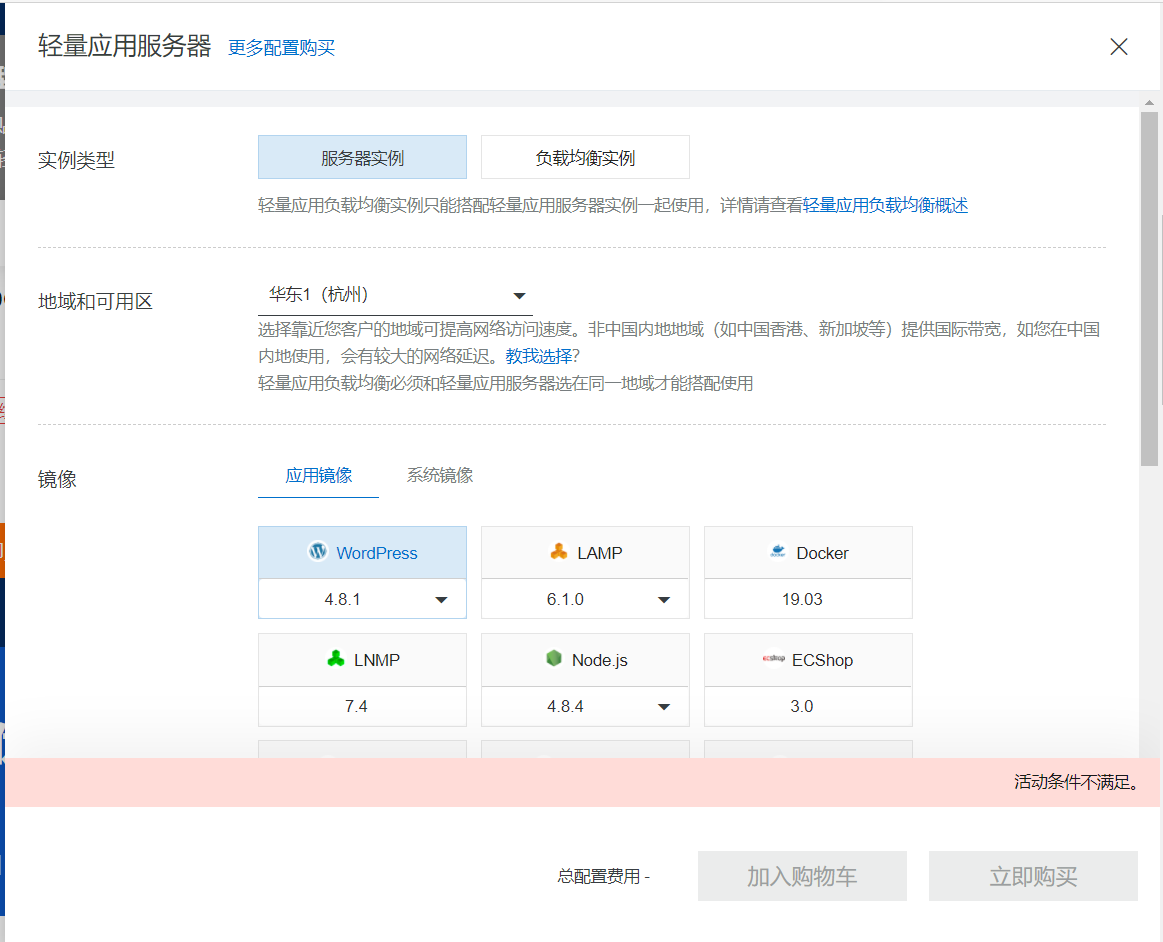 轻量应用服务器 更多配置购买
实例类型
服务器实例 负载均衡实例
轻量应用负载均衡实例只能搭配轻量应用服务器实例一起使用，详情请查看轻量应用负载均衡概述
地域和可用区
华东1（杭州）
选择靠近您客户的地域可提高网络访问速度。非中国内地地域（如中国香港、新加坡等）提供国际带宽，如您在中国
内地使用，会有较大的网络延迟。教我选择?
轻量应用负载均衡必须和轻量应用服务器选在同一地域才能搭配使用
镜像
应用镜像 系统镜像
WordPress LAMP Docker
4.8.1 6.1.0 19.03
LNMP Node.js ECShop
7.4 4.8.4 3.0
活动条件不满足。
总配置费用 - 加入购物车 立即购买